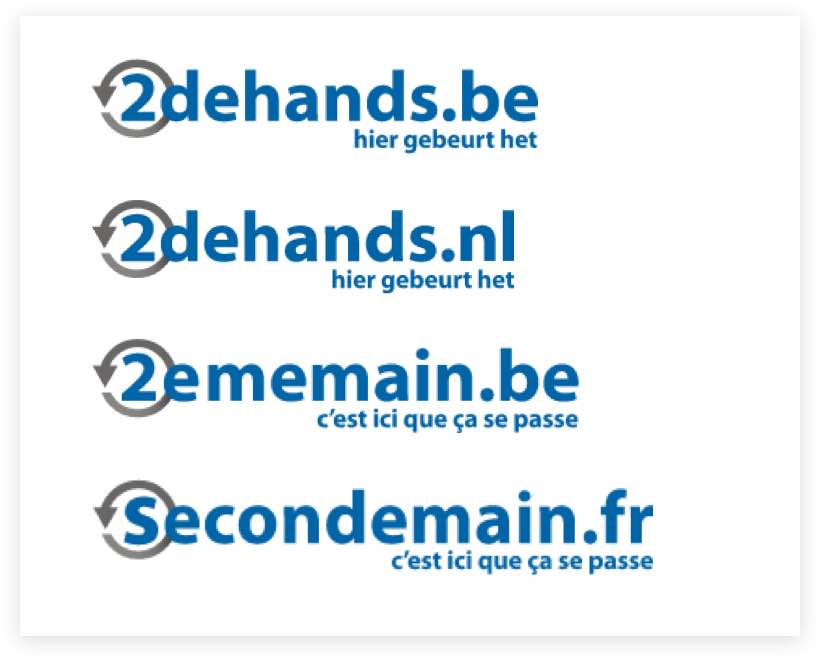 2dehands.be
hier gebeurt het
2dehands.nl
hier gebeurt het
2ememain.be
c'est ici que ça se passe
Secondemain.fr
c'est ici que ça se passe